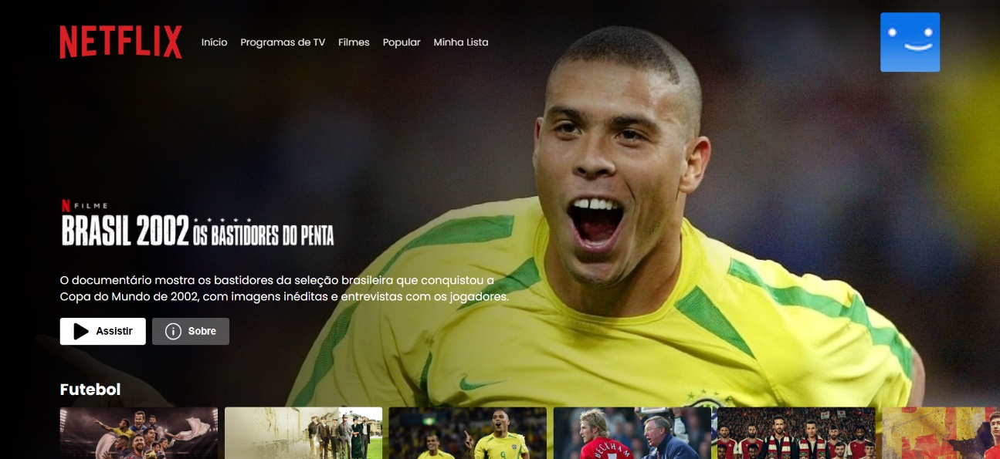 NETFLIX Início Programas de TV Filmes Popular Minha Lista
N FILME
BRASIL 2002 OS BASTIDORES DO PENTA
O documentário mostra os bastidores da seleção brasileira que conquistou a
Copa do Mundo de 2002, com imagens inéditas e entrevistas com os jogadores.
Assistir Sobre
Futebol
BECKHAM
9